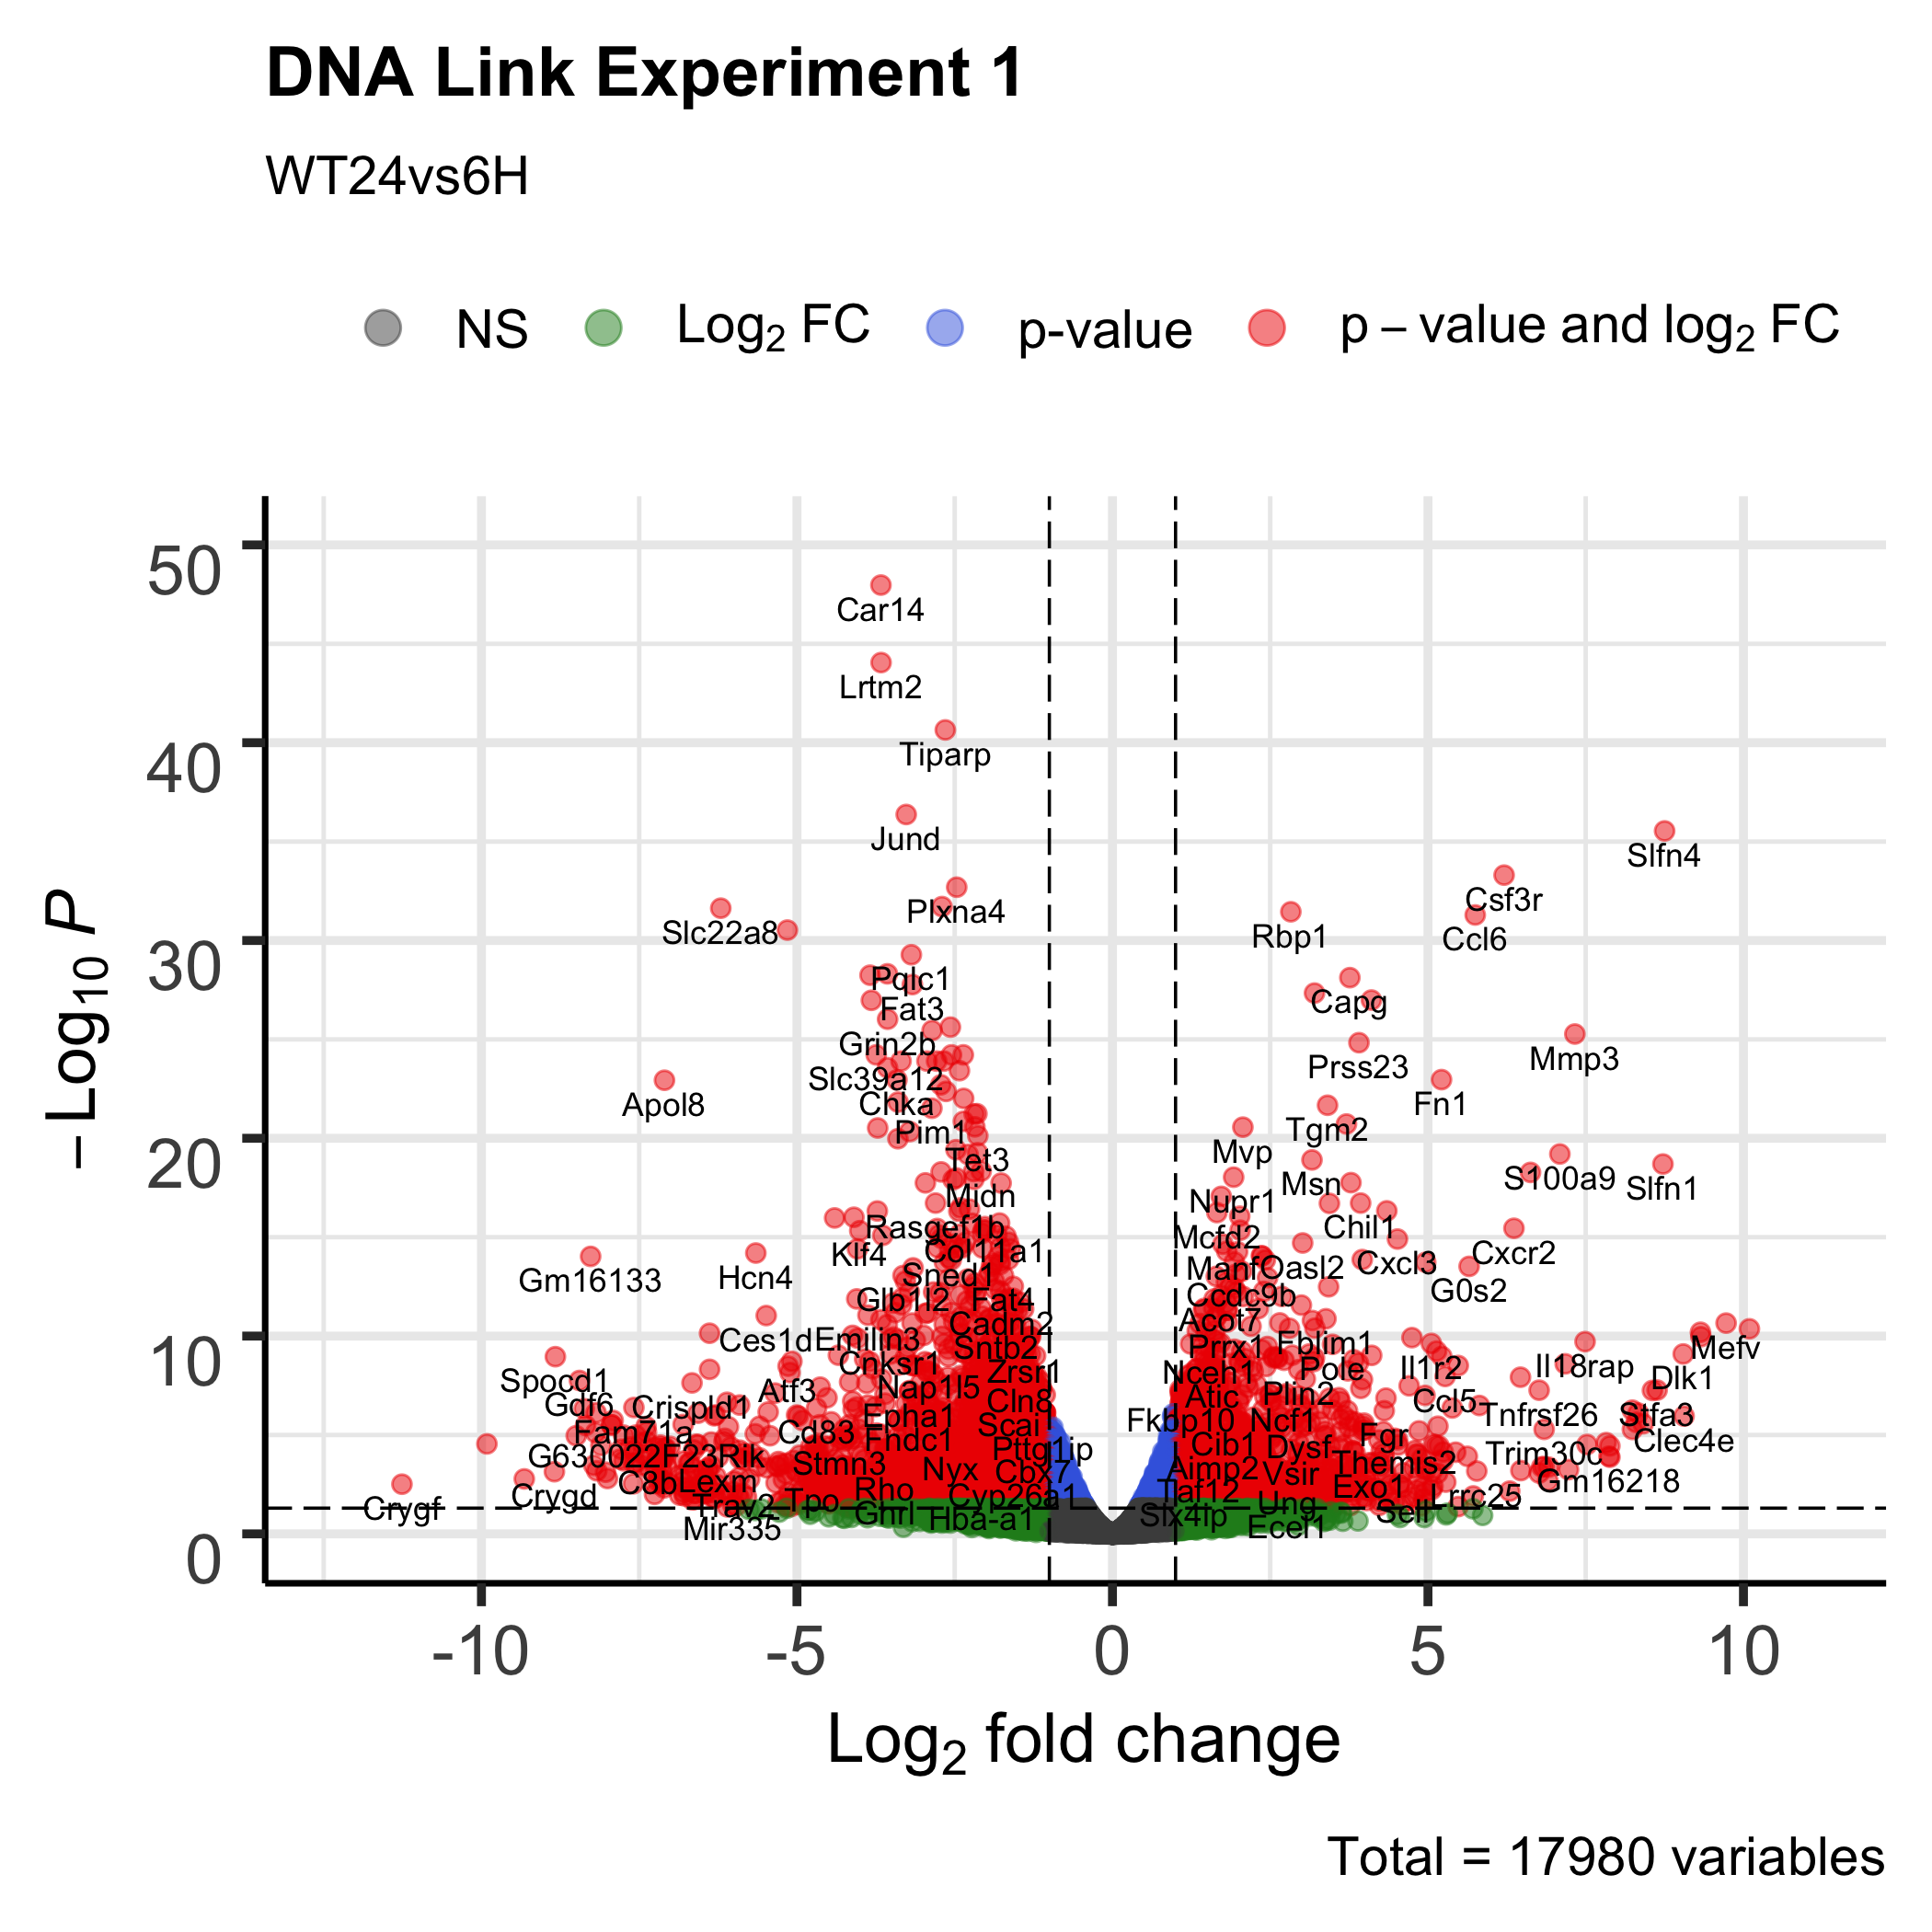 DNA Link Experiment 1
WT24vs6H
NS Log2 FC p-value p – value and log2 FC
50
40
30
20
10
0
– Log10 P
Car14
Lrtm2
Tiparp
Jund
Slfn4
Csf3r
Plxna4
Slc22a8
Rbp1
Ccl6
Pqlc1
Capg
Fat3
Grin2b
Mmp3
Prss23
Slc39a12
Apol8
Chka
Fn1
Pim1
Tgm2
Tet3
Mvp
Midn
Msn
S100a9
Slfn1
Nupr1
Rasgef1b
Chil1
Klf4
Col11a1
Mcfd2
Cxcr2
Gm16133
Hcn4
Sned1
Manf
Oasl2
Cxcl3
G0s2
Glb1l2
Fat4
Ccdc9b
Cadm2
Acot7
Ces1d
Emilin3
Sntb2
Prrx1
Fblim1
Mefv
Cnksr1
Zrsr1
Nceh1
Pole
Il1r2
Il18rap
Dlk1
Spocd1
Atf3
Nap1l5
Cln8
Atic
Plin2
Ccl5
Gdf6
Crispld1
Epha1
Scai
Fkbp10
Ncf1
Tnfrsf26
Stfa3
Fam71a
Cd83
Fhdc1
Pttg1ip
Cib1
Dysf
Fgr
Clec4e
G630022F23Rik
Stmn3
Nyx
Cbx7
Aimp2
Vsir
Themis2
Trim30c
C8b
Lexm
Rho
Cyp26a1
Taf12
Exo1
Lrrc25
Gm16218
Crygf
Crygd
Trav2
Tpo
Ghrl
Hba-a1
Slx4ip
Ung
Sell
Mir335
Ecel1
-10 -5 0 5 10
Log2 fold change
Total = 17980 variables